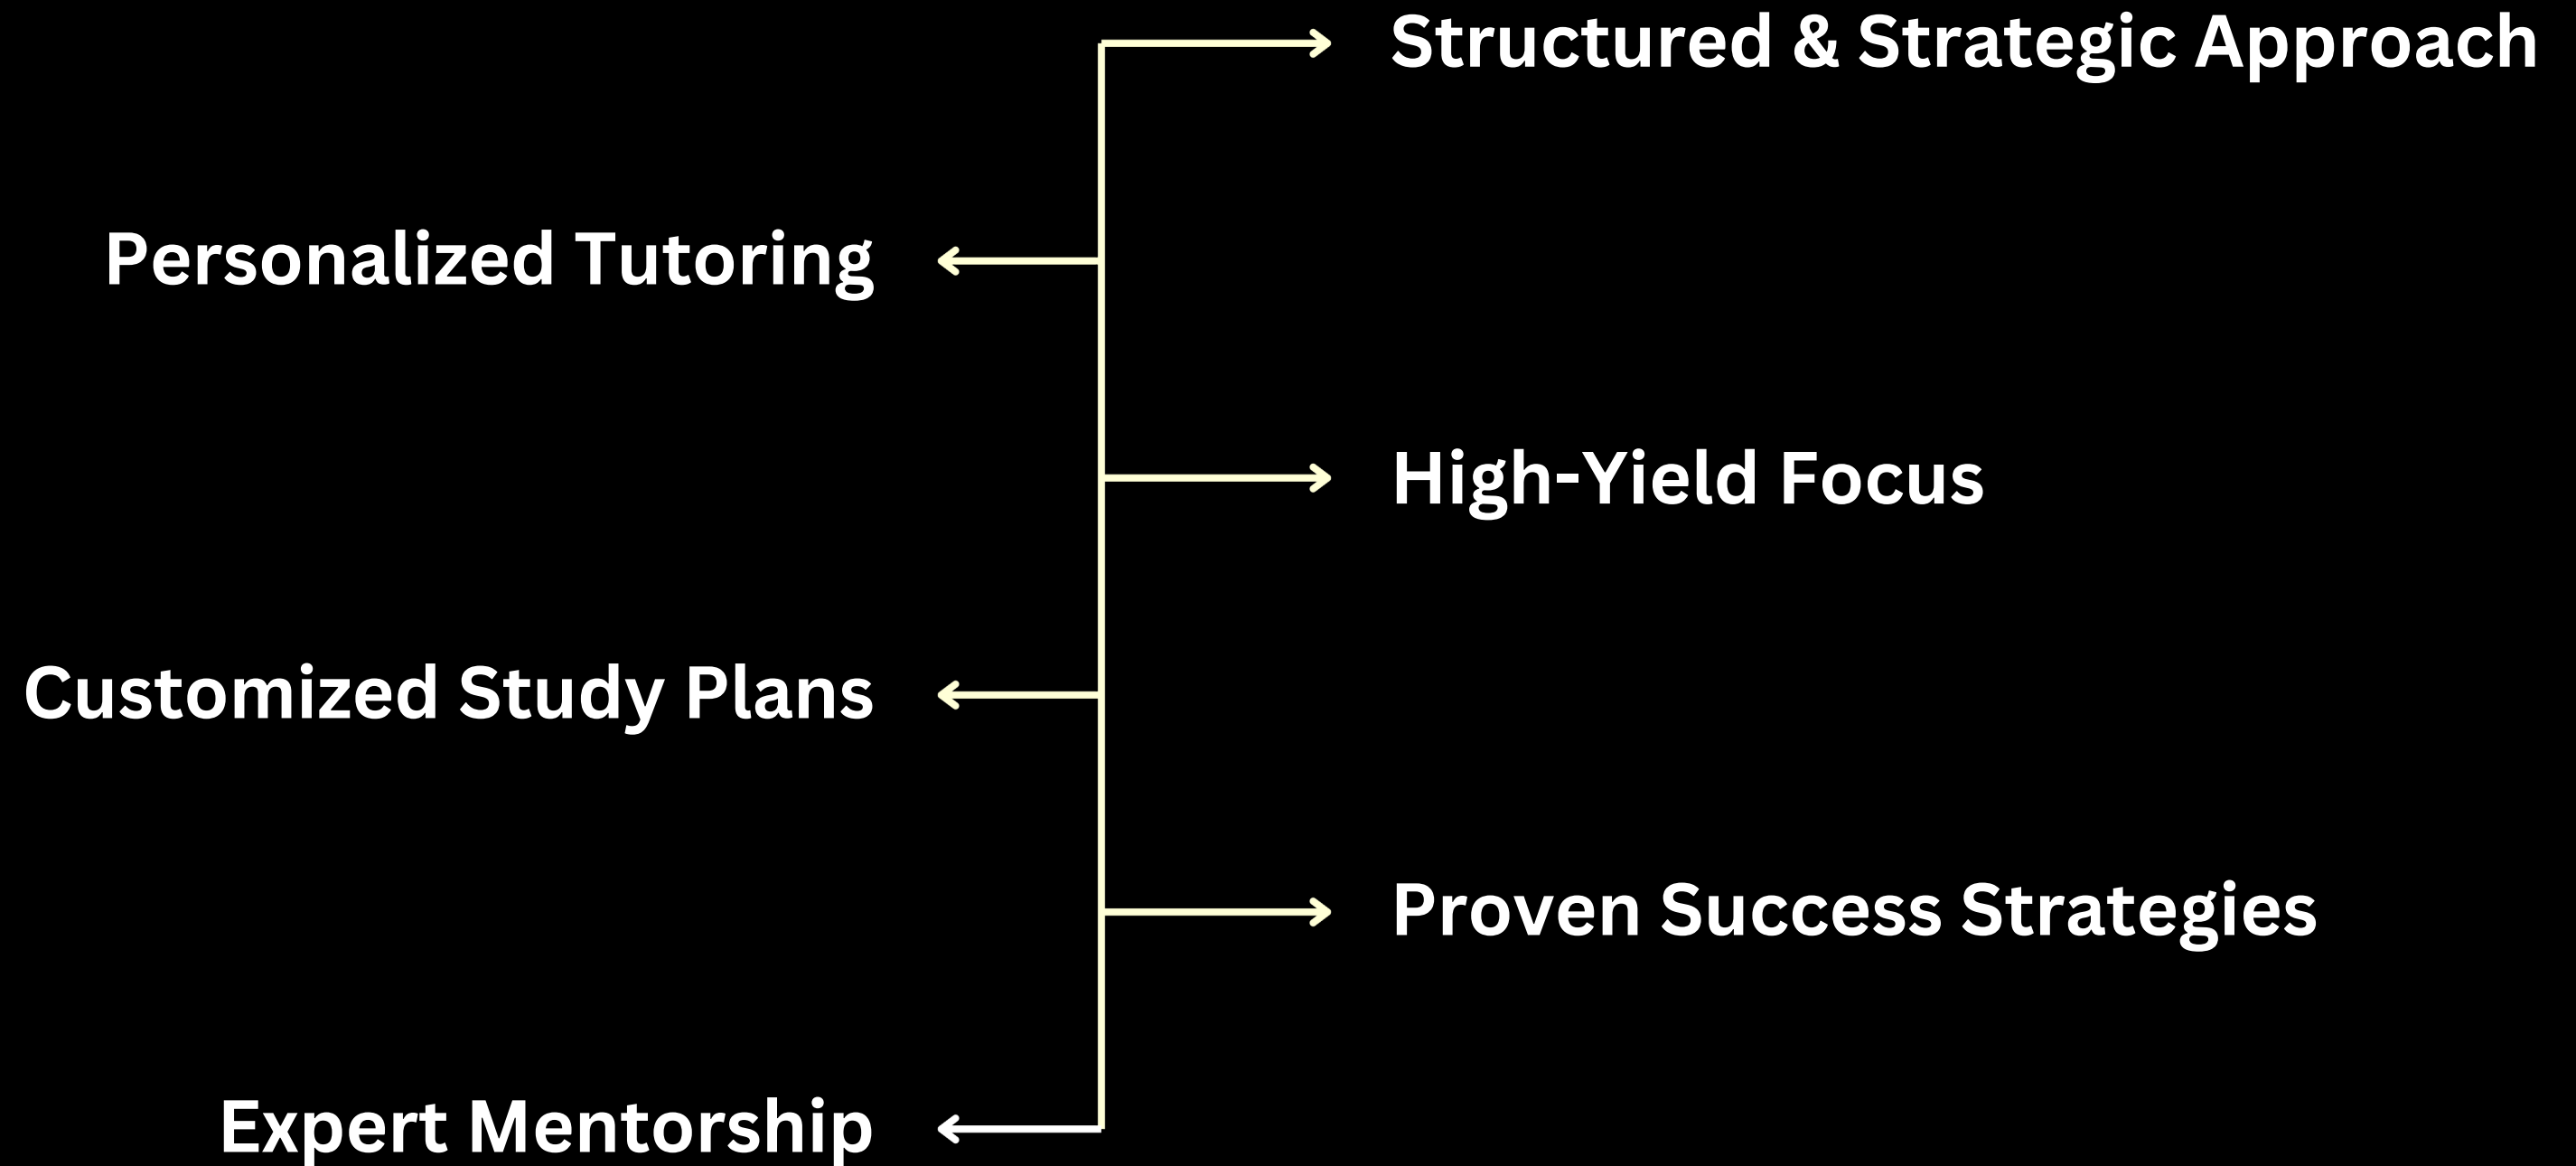 Structured & Strategic Approach
Personalized Tutoring
High-Yield Focus
Customized Study Plans
Proven Success Strategies
Expert Mentorship